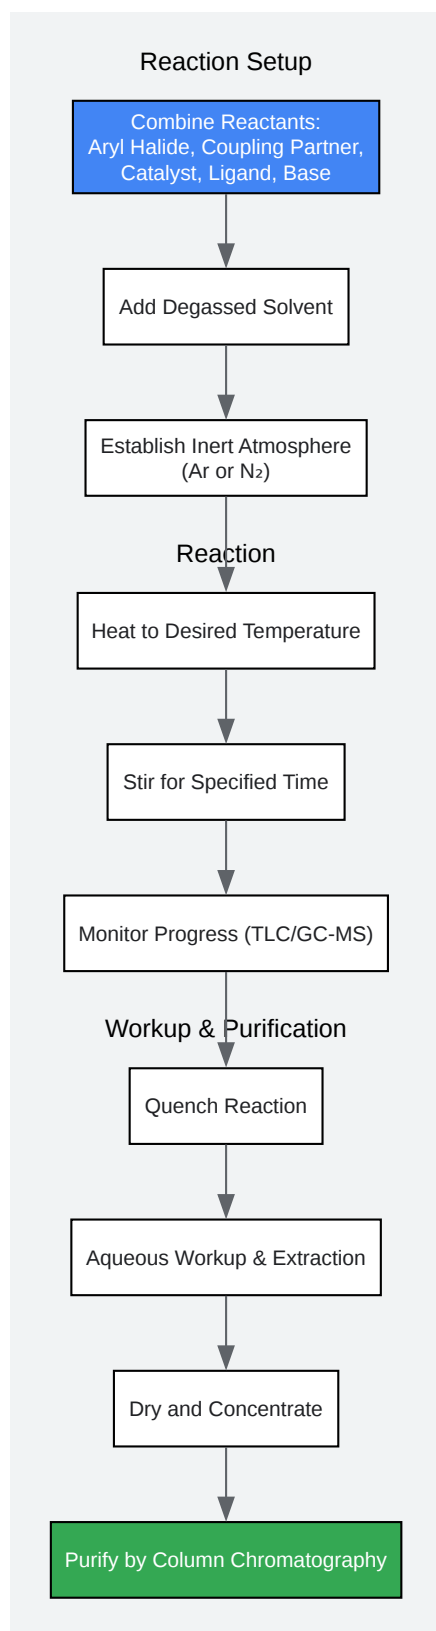 Reaction Setup
Combine Reactants:
Aryl Halide, Coupling Partner,
Catalyst, Ligand, Base
Add Degassed Solvent
Establish Inert Atmosphere
(Ar or N₂)
Reaction
Heat to Desired Temperature
Stir for Specified Time
Monitor Progress (TLC/GC-MS)
Workup & Purification
Quench Reaction
Aqueous Workup & Extraction
Dry and Concentrate
Purify by Column Chromatography